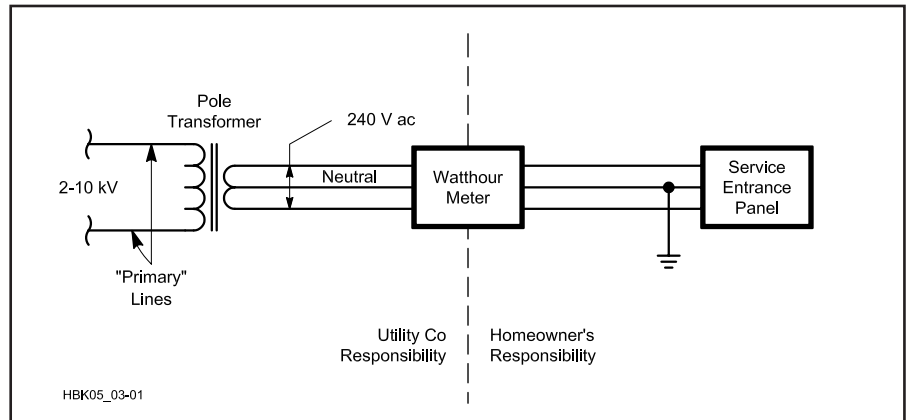 Pole
Transformer
240 V ac
2-10 kV
Neutral
Watthour
Meter
Service
Entrance
Panel
"Primary"
Lines
Utility Co
Responsibility
Homeowner's
Responsibility
HBK05_03-01